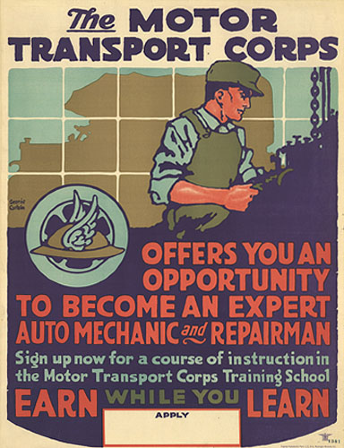 The MOTOR
TRANSPORT CORPS
OFFERS YOU AN
OPPORTUNITY
TO BECOME AN EXPERT
AUTO MECHANIC and REPAIRMAN
Sign up now for a course of instruction in
the Motor Transport Corps Training School
EARN WHILE YOU LEARN
APPLY